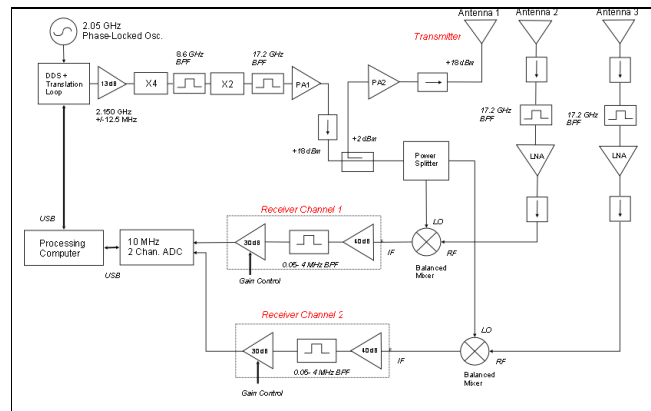 2.05 GHz
Phase-Locked Osc.
Antenna 1
Antenna 2
Antenna 3
Transmitter
8.6 GHz
BPF
17.2 GHz
BPF
+18dBm
DDS +
Translation
Loop
13dB
X4
X2
PA1
PA2
2.150 GHz
+/-12.5 MHz
17.2 GHz
BPF
17.2 GHz
BPF
+18dBm
+2dBm
Power
Splitter
LNA
LNA
USB
Receiver Channel 1
LO
Processing
Computer
USB
10 MHz
2 Chan. ADC
30dB
40dB
IF
RF
0.05- 4 MHz BPF
Balanced
Mixer
Gain Control
Receiver Channel 2
LO
30dB
40dB
IF
RF
0.05- 4 MHz BPF
Balanced
Mixer
Gain Control